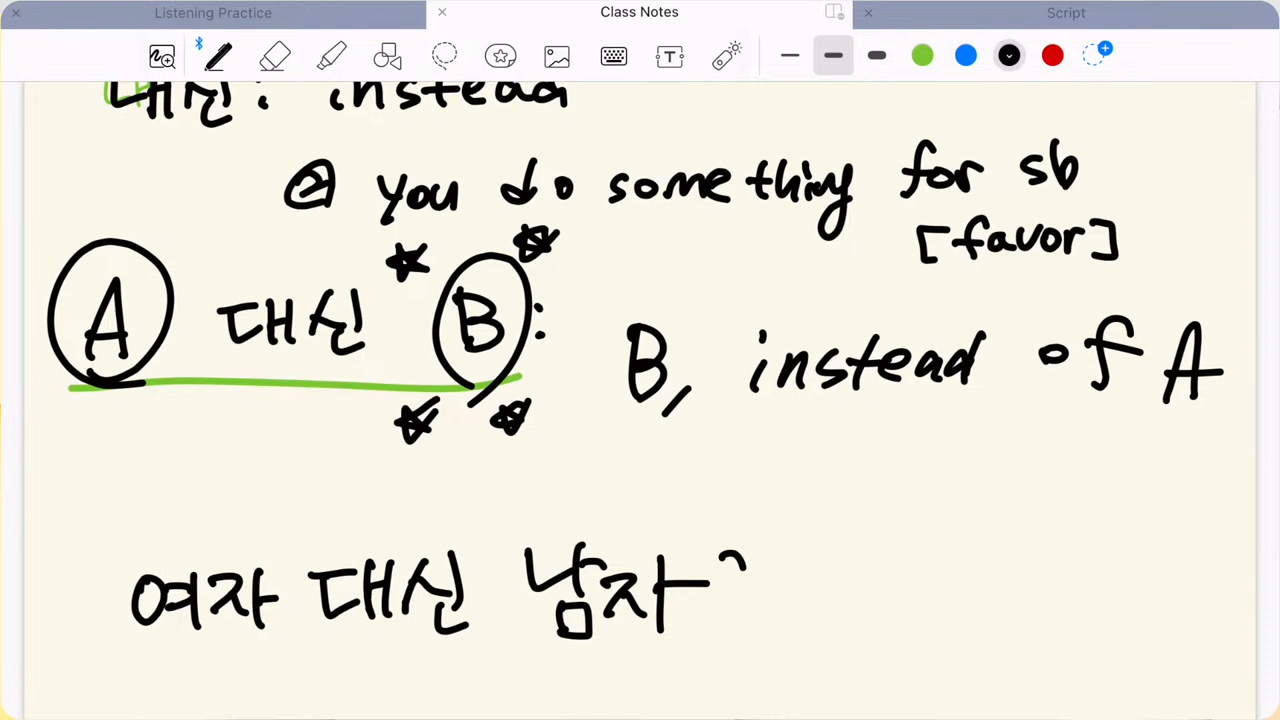 Listening Practice
Class Notes
Script
대신: instead
② you do something for sb
[favor]
A 대신 B: B, instead of A
여자 대신 남자